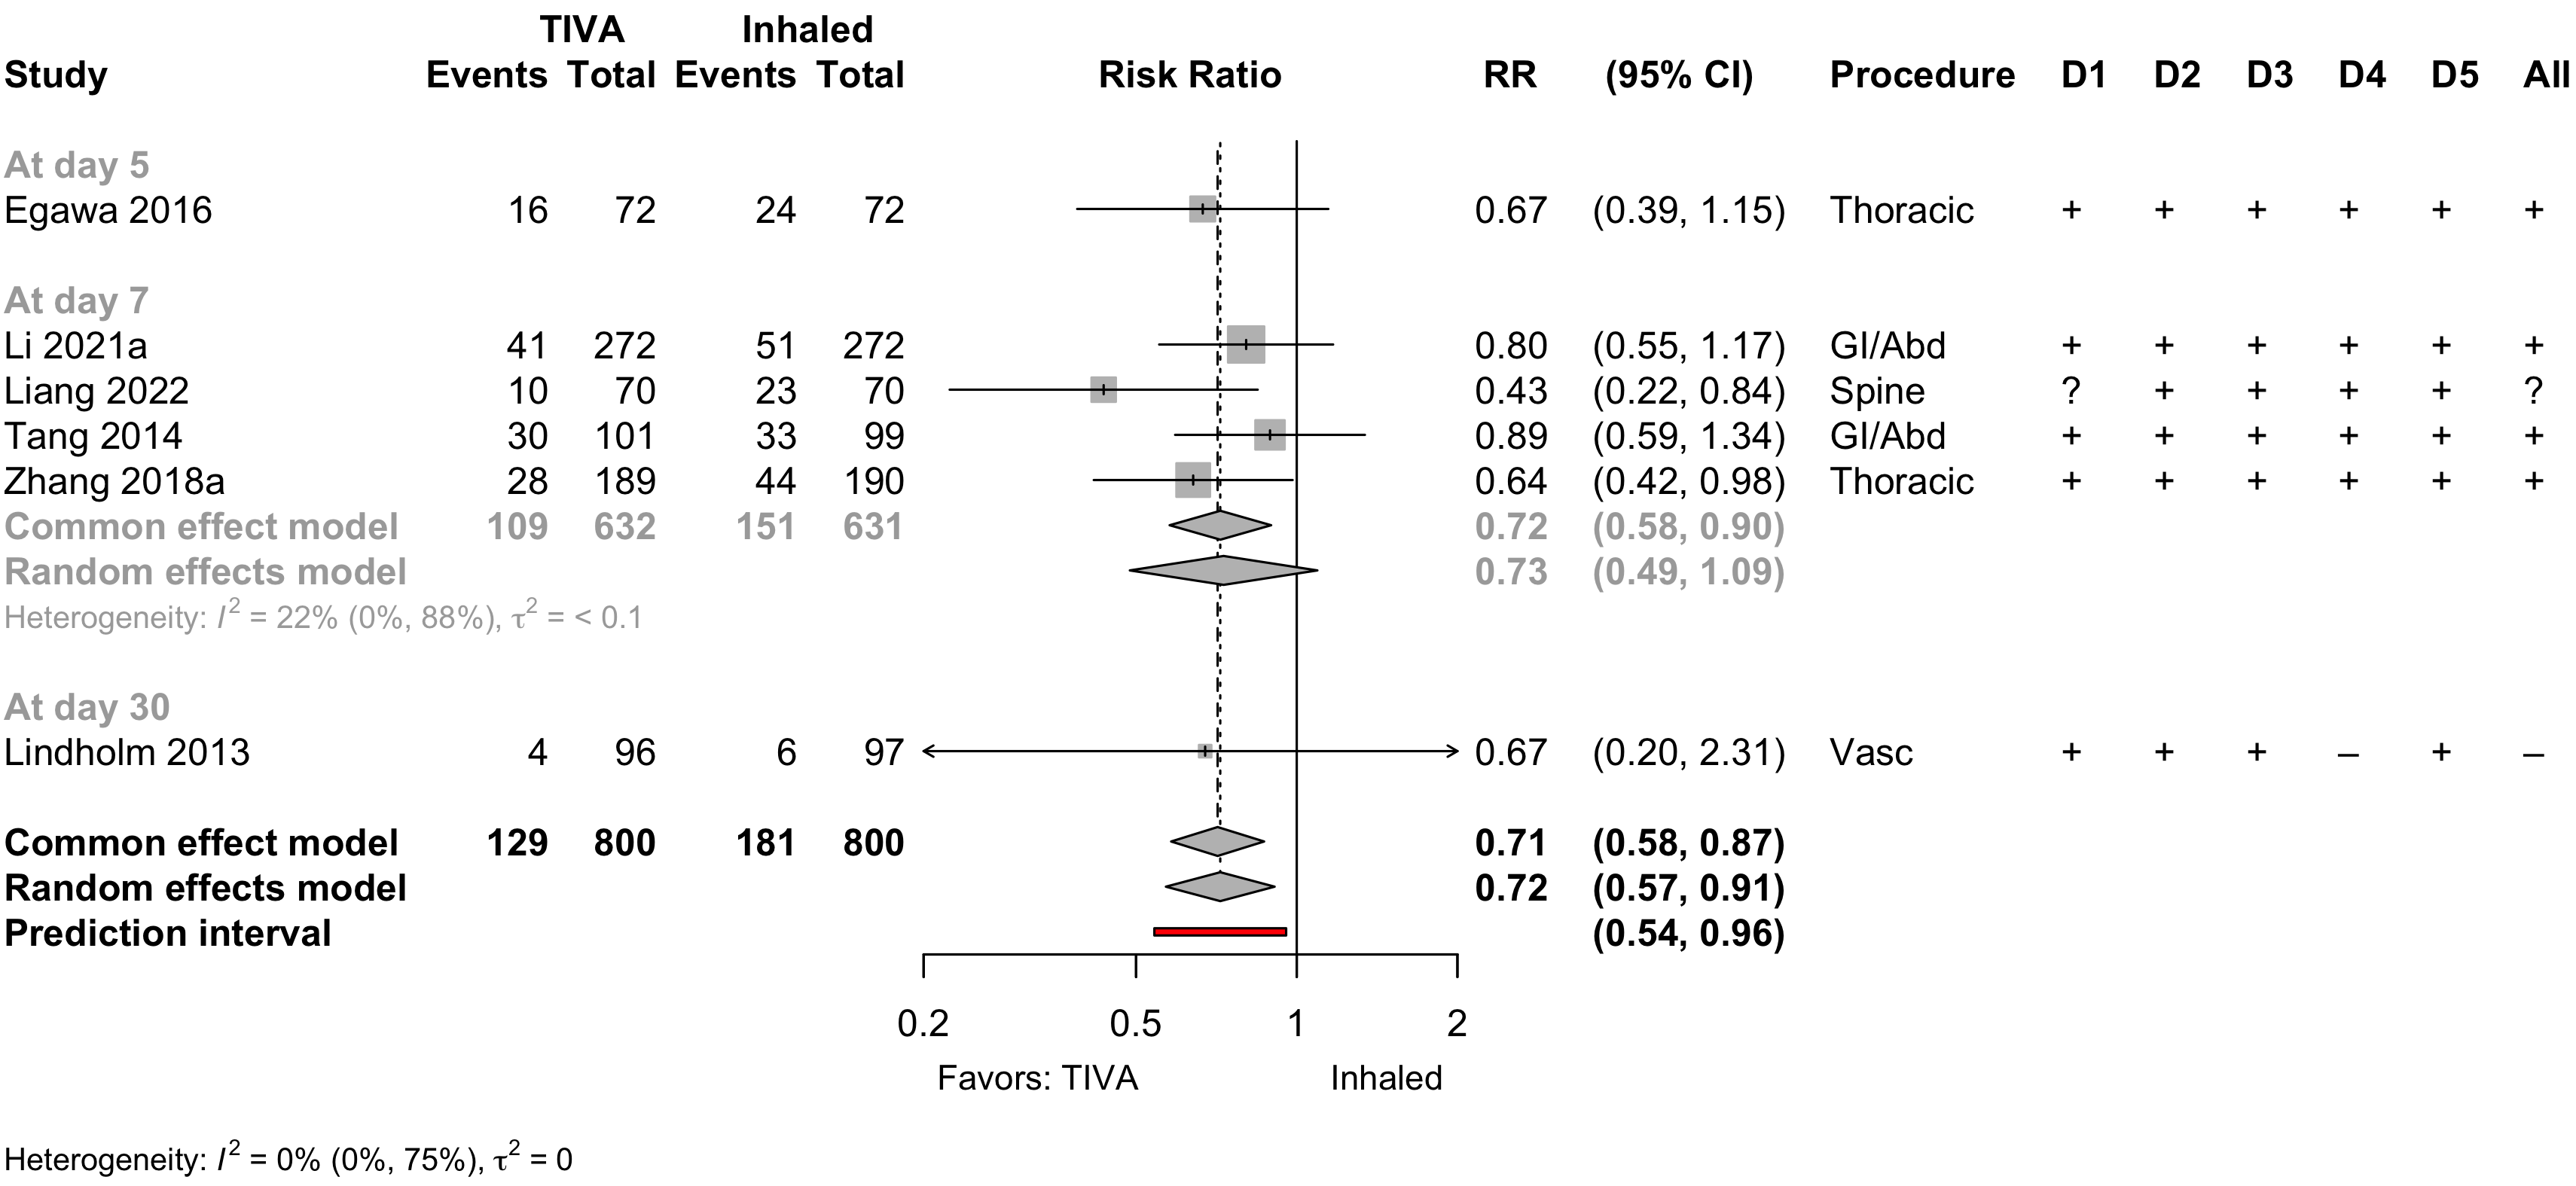 TIVA Inhaled
Study Events Total Events Total Risk Ratio RR (95% CI) Procedure D1 D2 D3 D4 D5 All
At day 5
Egawa 2016 16 72 24 72 0.67 (0.39, 1.15) Thoracic + + + + + +
At day 7
Li 2021a 41 272 51 272 0.80 (0.55, 1.17) GI/Abd + + + + + +
Liang 2022 10 70 23 70 0.43 (0.22, 0.84) Spine ? + + + + ?
Tang 2014 30 101 33 99 0.89 (0.59, 1.34) GI/Abd + + + + + +
Zhang 2018a 28 189 44 190 0.64 (0.42, 0.98) Thoracic + + + + + +
Common effect model 109 632 151 631 0.72 (0.58, 0.90)
Random effects model 0.73 (0.49, 1.09)
Heterogeneity: I² = 22% (0%, 88%), τ² = < 0.1
At day 30
Lindholm 2013 4 96 6 97 0.67 (0.20, 2.31) Vasc + + + – + –
Common effect model 129 800 181 800 0.71 (0.58, 0.87)
Random effects model 0.72 (0.57, 0.91)
Prediction interval (0.54, 0.96)
0.2 0.5 1 2
Favors: TIVA Inhaled
Heterogeneity: I² = 0% (0%, 75%), τ² = 0